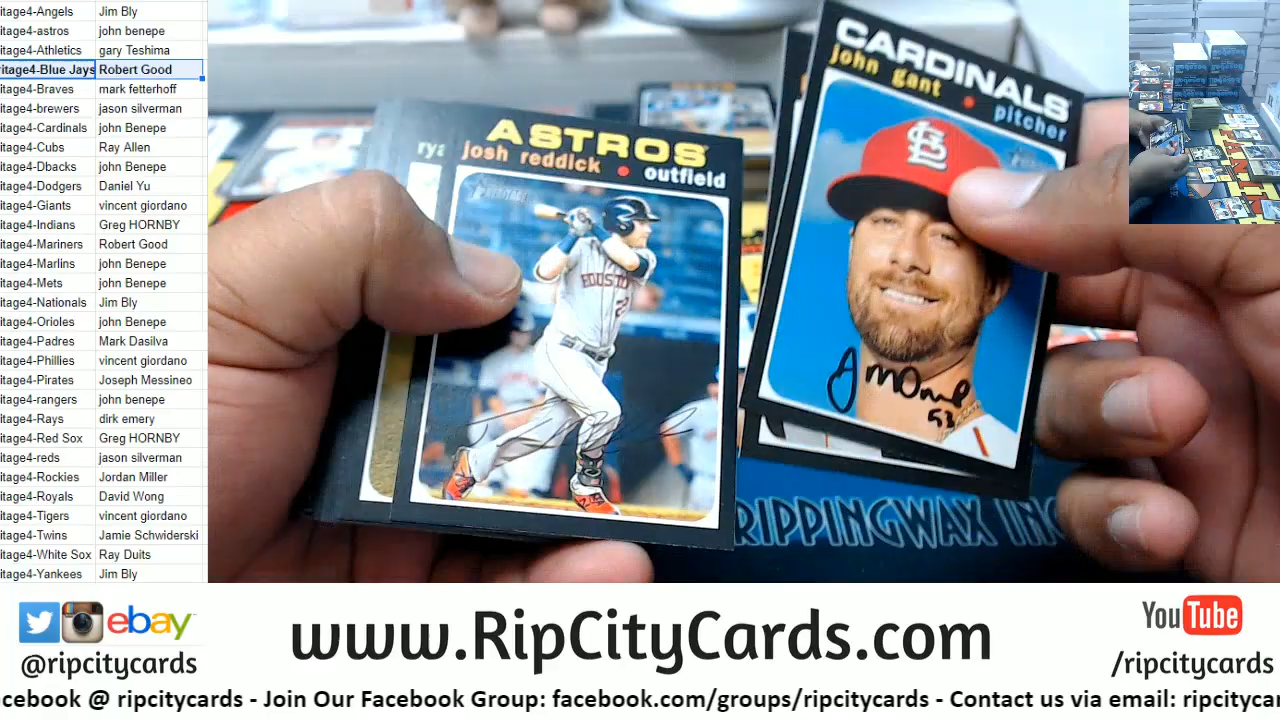 itage4-Angels Jim Bly
itage4-astros john benepe
itage4-Athletics gary Teshima
itage4-Blue Jays Robert Good
itage4-Braves mark fetterhoff
itage4-brewers jason silverman
itage4-Cardinals john Benepe
itage4-Cubs Ray Allen
itage4-Dbacks john Benepe
itage4-Dodgers Daniel Yu
itage4-Giants vincent giordano
itage4-Indians Greg HORNBY
itage4-Mariners Robert Good
itage4-Marlins john Benepe
itage4-Mets john Benepe
itage4-Nationals Jim Bly
itage4-Orioles john Benepe
itage4-Padres Mark Dasilva
itage4-Phillies vincent giordano
itage4-Pirates Joseph Messineo
itage4-rangers john benepe
itage4-Rays dirk emery
itage4-Red Sox Greg HORNBY
itage4-reds jason silverman
itage4-Rockies Jordan Miller
itage4-Royals David Wong
itage4-Tigers vincent giordano
itage4-Twins Jamie Schwiderski
itage4-White Sox Ray Duits
itage4-Yankees Jim Bly
rya
ASTROS
josh reddick • outfield
HOUSTO
2
CARDINALS
john gant • pitcher
53
RIPPINGWAX INC
ebay
@ripcitycards
www.RipCityCards.com
YouTube
/ripcitycards
cebook @ ripcitycards - Join Our Facebook Group: facebook.com/groups/ripcitycards - Contact us via email: ripcitycar